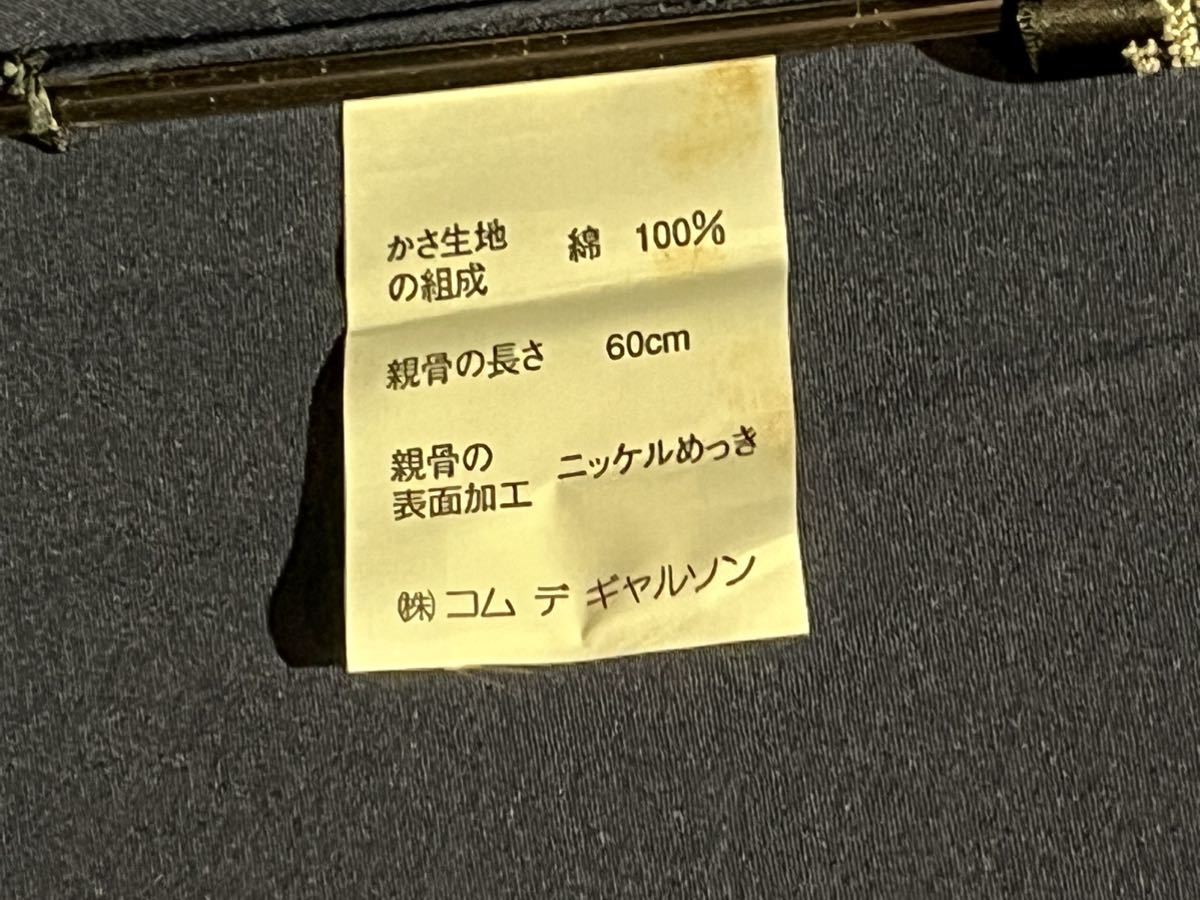 かさ生地 綿 100%
の組成
親骨の長さ 60cm
親骨の ニッケルめっき
表面加工
㈱コム デ ギャルソン